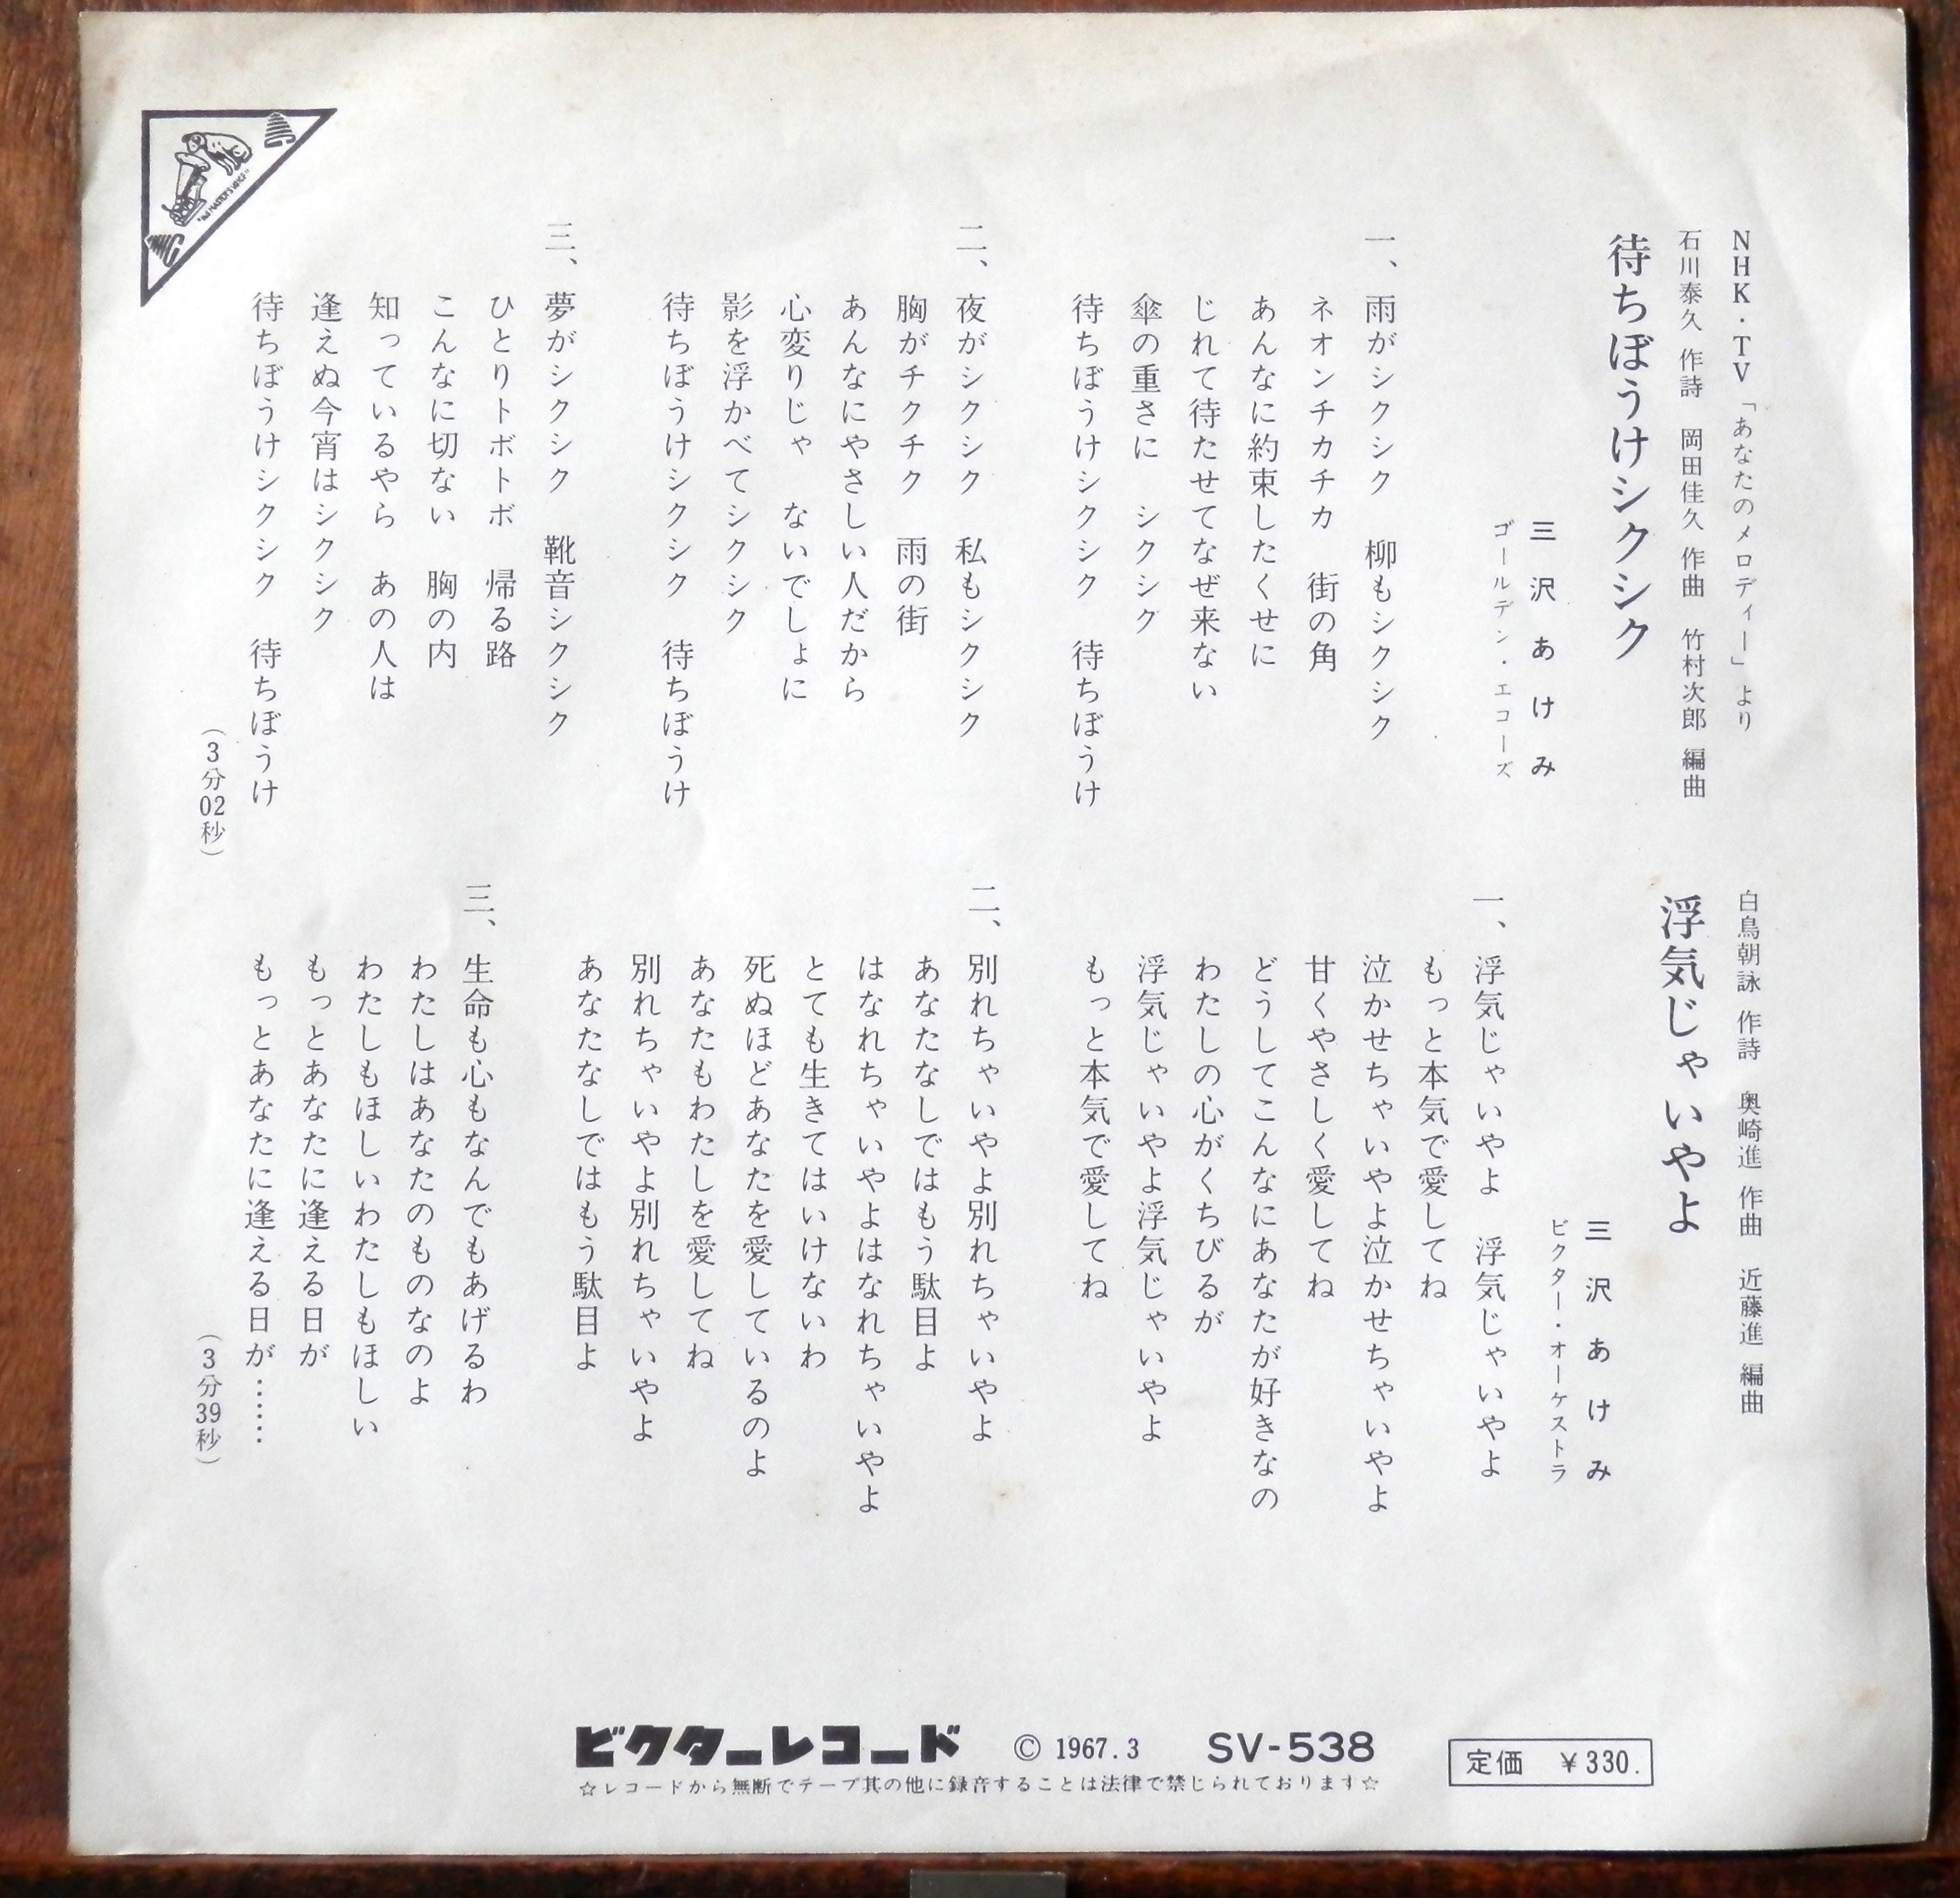 NHK・TV「あなたのメロディー」より
石川泰久 作詩 岡田佳久 作曲 竹村次郎 編曲
待ちぼうけシクシク
三沢あけみ
ゴールデン・エコーズ
一、雨がシクシク 柳もシクシク
ネオンチカチカ 街の角
あんなに約束したくせに
じれて待たせてなぜ来ない
傘の重さに シクシク
待ちぼうけシクシク 待ちぼうけ
二、夜がシクシク 私もシクシク
胸がチクチク 雨の街
あんなにやさしい人だから
心変りじゃ ないでしょに
影を浮かべてシクシク
待ちぼうけシクシク 待ちぼうけ
三、夢がシクシク 靴音シクシク
ひとりトボトボ 帰る路
こんなに切ない 胸の内
知っているやら あの人は
逢えぬ今宵はシクシク
待ちぼうけシクシク 待ちぼうけ
(3分02秒)
白鳥朝詠 作詩 奥崎進 作曲 近藤進 編曲
浮気じゃいやよ
三沢あけみ
ビクター・オーケストラ
一、浮気じゃいやよ 浮気じゃいやよ
もっと本気で愛してね
泣かせちゃいやよ泣かせちゃいやよ
甘くやさしく愛してね
どうしてこんなにあなたが好きなの
わたしの心がくちびるが
浮気じゃいやよ浮気じゃいやよ
もっと本気で愛してね
二、別れちゃいやよ別れちゃいやよ
あなたなしではもう駄目よ
はなれちゃいやよはなれちゃいやよ
とても生きてはいけないわ
死ぬほどあなたを愛しているのよ
あなたもわたしを愛してね
別れちゃいやよ別れちゃいやよ
あなたなしではもう駄目よ
三、生命も心もなんでもあげるわ
わたしはあなたのものなのよ
わたしもほしいわたしもほしい
もっとあなたに逢える日が
もっとあなたに逢える日が……
(3分39秒)
"HIS MASTER'S VOICE"
ビクターレコード © 1967.3 SV-538
定価 ¥330.
☆レコードから無断でテープ其の他に録音することは法律で禁じられております☆